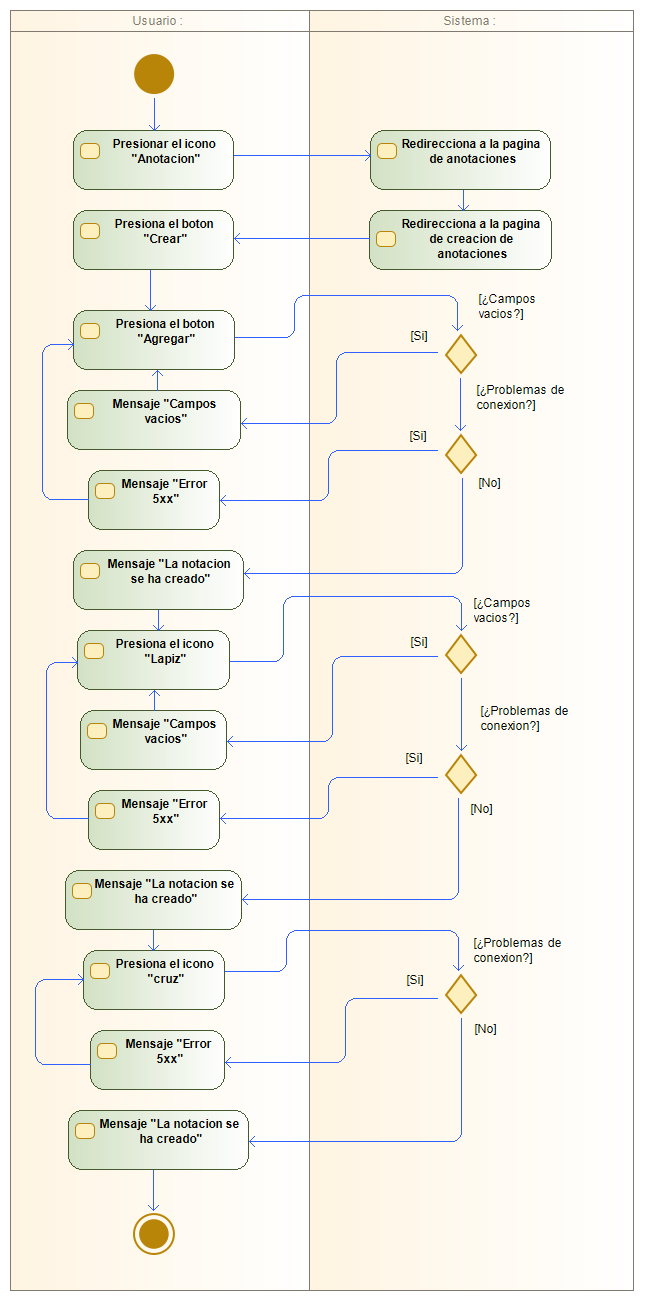 Usuario :
Sistema :
Presionar el icono
"Anotacion"
Redirecciona a la pagina
de anotaciones
Presiona el boton
"Crear"
Redirecciona a la pagina
de creacion de
anotaciones
[¿Campos
vacios?]
Presiona el boton
"Agregar"
[Si]
[¿Problemas de
conexion?]
Mensaje "Campos
vacios"
[Si]
Mensaje "Error
5xx"
[No]
Mensaje "La notacion
se ha creado"
[¿Campos
vacios?]
Presiona el icono
"Lapiz"
[Si]
Mensaje "Campos
vacios"
[¿Problemas de
conexion?]
[Si]
Mensaje "Error
5xx"
[No]
Mensaje "La notacion se
ha creado"
[¿Problemas de
conexion?]
Presiona el icono
"cruz"
[Si]
[No]
Mensaje "Error
5xx"
Mensaje "La notacion se
ha creado"